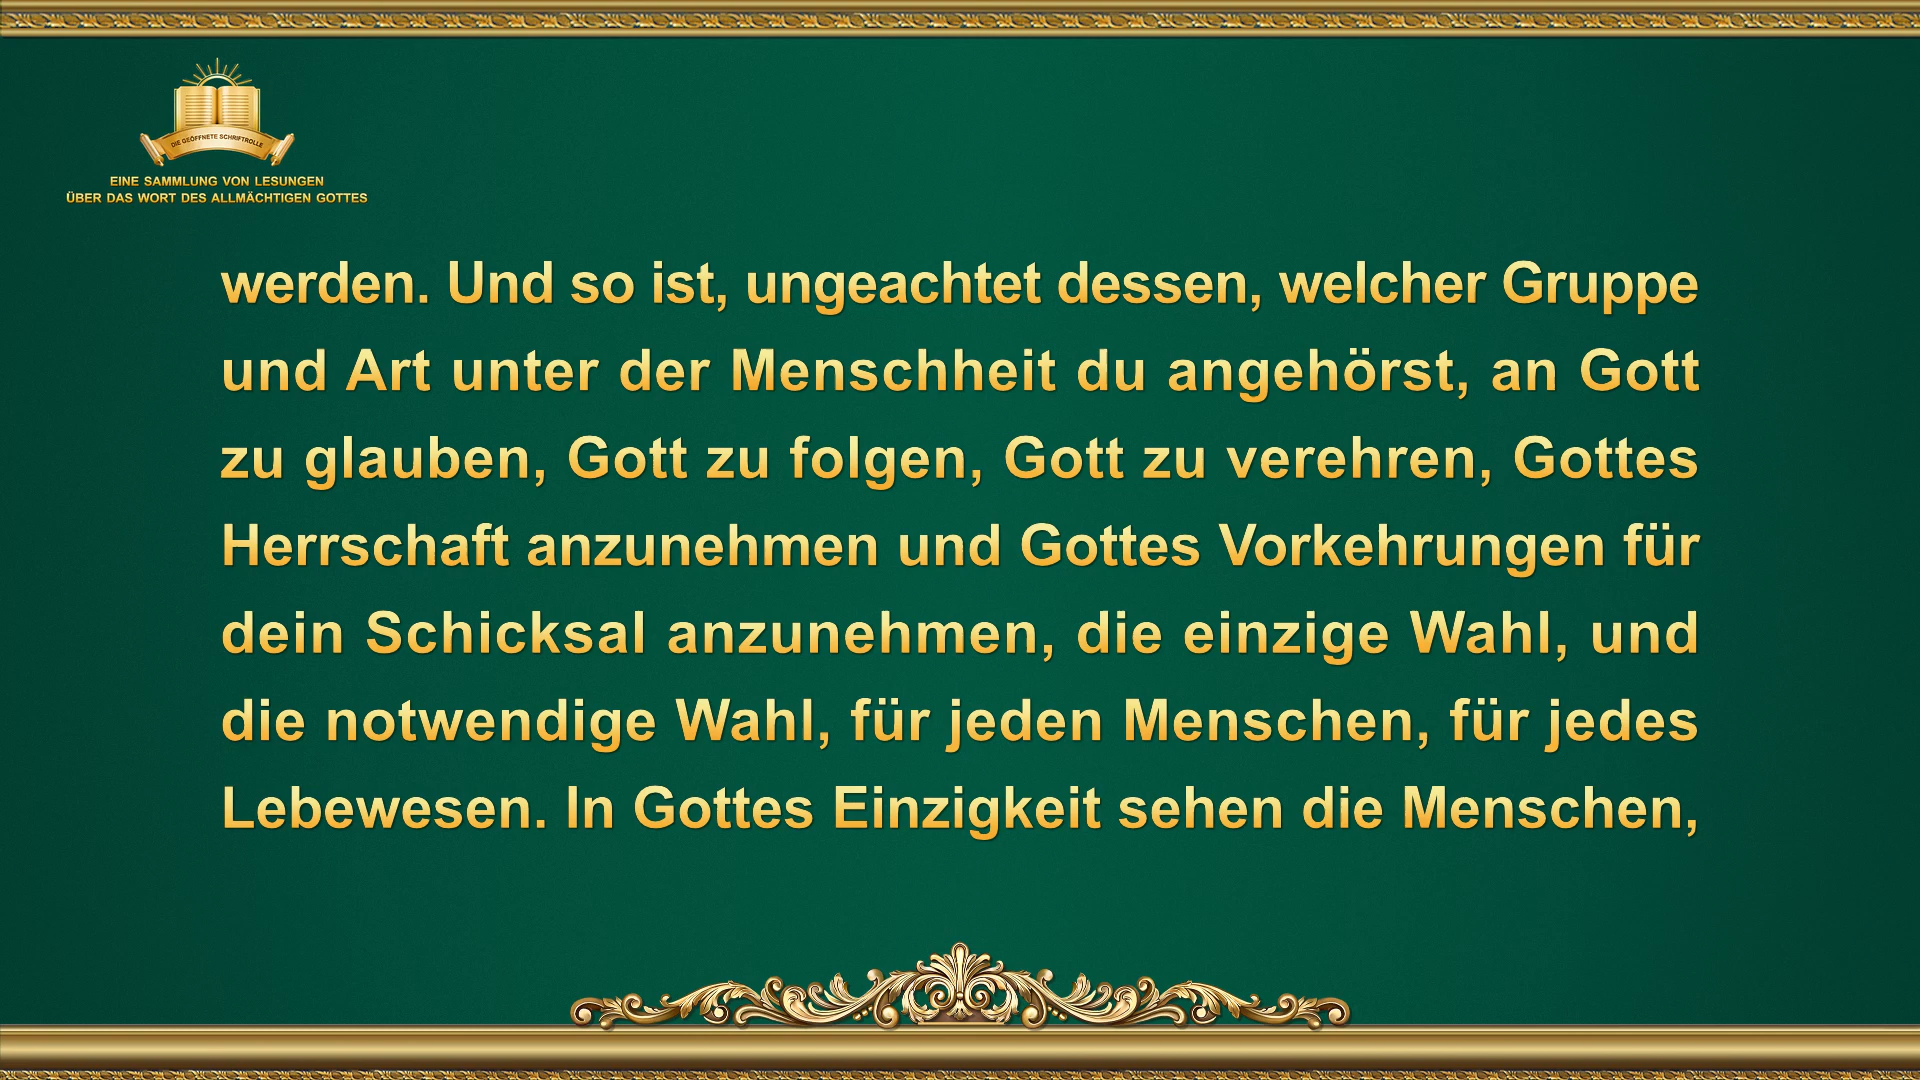 DIE GEÖFFNETE SCHRIFTROLLE
EINE SAMMLUNG VON LESUNGEN
ÜBER DAS WORT DES ALLMÄCHTIGEN GOTTES
werden. Und so ist, ungeachtet dessen, welcher Gruppe
und Art unter der Menschheit du angehörst, an Gott
zu glauben, Gott zu folgen, Gott zu verehren, Gottes
Herrschaft anzunehmen und Gottes Vorkehrungen für
dein Schicksal anzunehmen, die einzige Wahl, und
die notwendige Wahl, für jeden Menschen, für jedes
Lebewesen. In Gottes Einzigkeit sehen die Menschen,